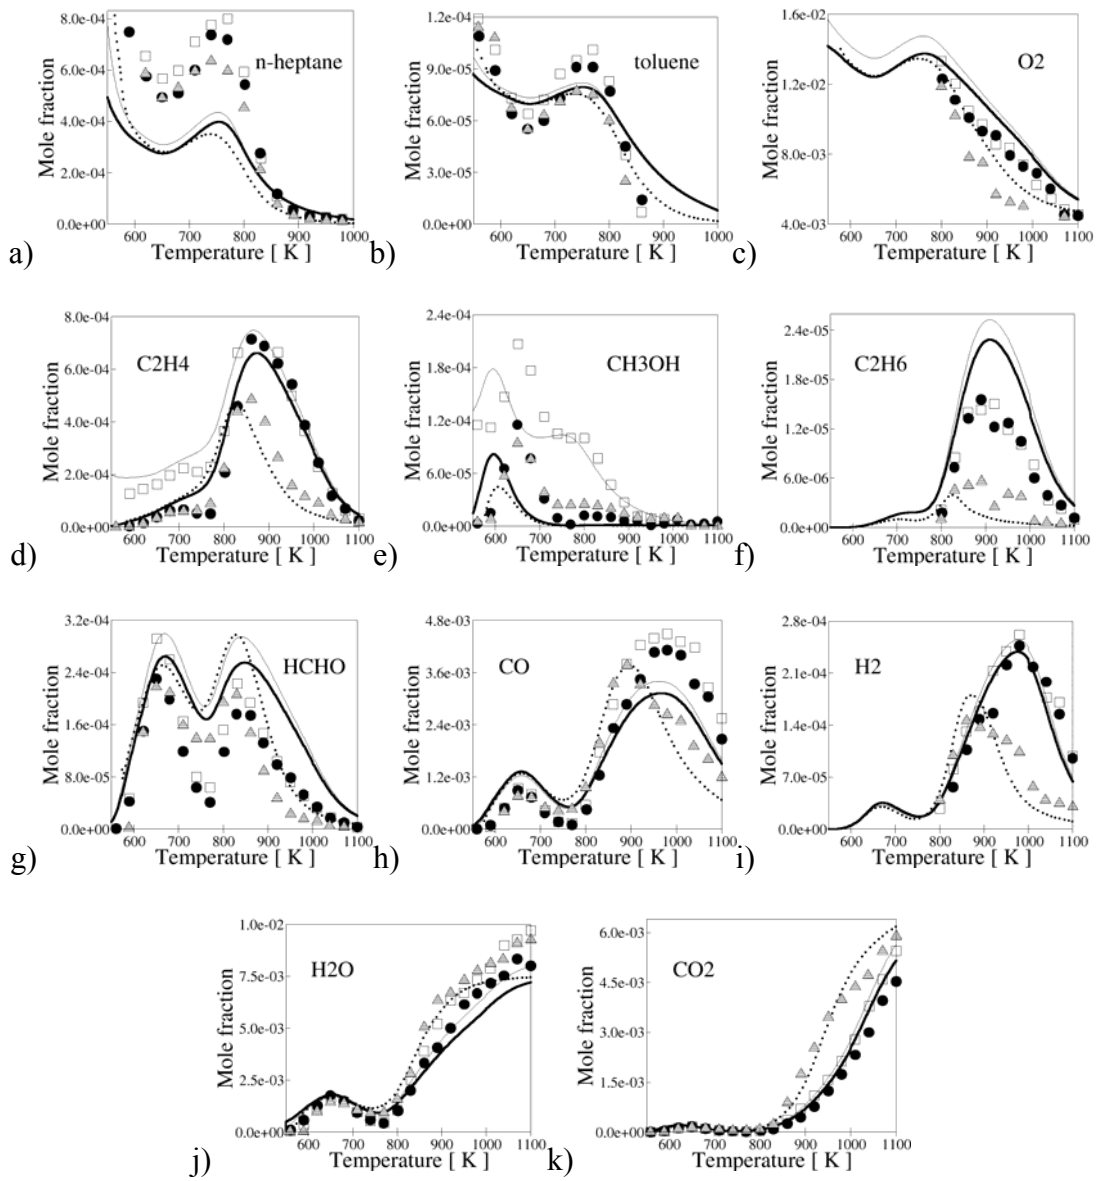 8.0e-04
6.0e-04
4.0e-04
2.0e-04
0.0e+00
Mole fraction
n-heptane
600 700 800 900 1000
Temperature [ K ]
a)
1.2e-04
9.0e-05
6.0e-05
3.0e-05
0.0e+00
Mole fraction
toluene
600 700 800 900 1000
Temperature [ K ]
b)
1.6e-02
1.2e-02
8.0e-03
4.0e-03
Mole fraction
O2
600 700 800 900 1000 1100
Temperature [ K ]
c)
8.0e-04
6.0e-04
4.0e-04
2.0e-04
0.0e+00
Mole fraction
C2H4
600 700 800 900 1000 1100
Temperature [ K ]
d)
2.4e-04
1.8e-04
1.2e-04
6.0e-05
0.0e+00
Mole fraction
CH3OH
600 700 800 900 1000 1100
Temperature [ K ]
e)
2.4e-05
1.8e-05
1.2e-05
6.0e-06
0.0e+00
Mole fraction
C2H6
600 700 800 900 1000 1100
Temperature [ K ]
f)
3.2e-04
2.4e-04
1.6e-04
8.0e-05
0.0e+00
Mole fraction
HCHO
600 700 800 900 1000 1100
Temperature [ K ]
g)
4.8e-03
3.6e-03
2.4e-03
1.2e-03
0.0e+00
Mole fraction
CO
600 700 800 900 1000 1100
Temperature [ K ]
h)
2.8e-04
2.1e-04
1.4e-04
7.0e-05
0.0e+00
Mole fraction
H2
600 700 800 900 1000 1100
Temperature [ K ]
i)
1.0e-02
7.5e-03
5.0e-03
2.5e-03
0.0e+00
Mole fraction
H2O
600 700 800 900 1000 1100
Temperature [ K ]
j)
6.0e-03
4.5e-03
3.0e-03
1.5e-03
0.0e+00
Mole fraction
CO2
600 700 800 900 1000 1100
Temperature [ K ]
k)